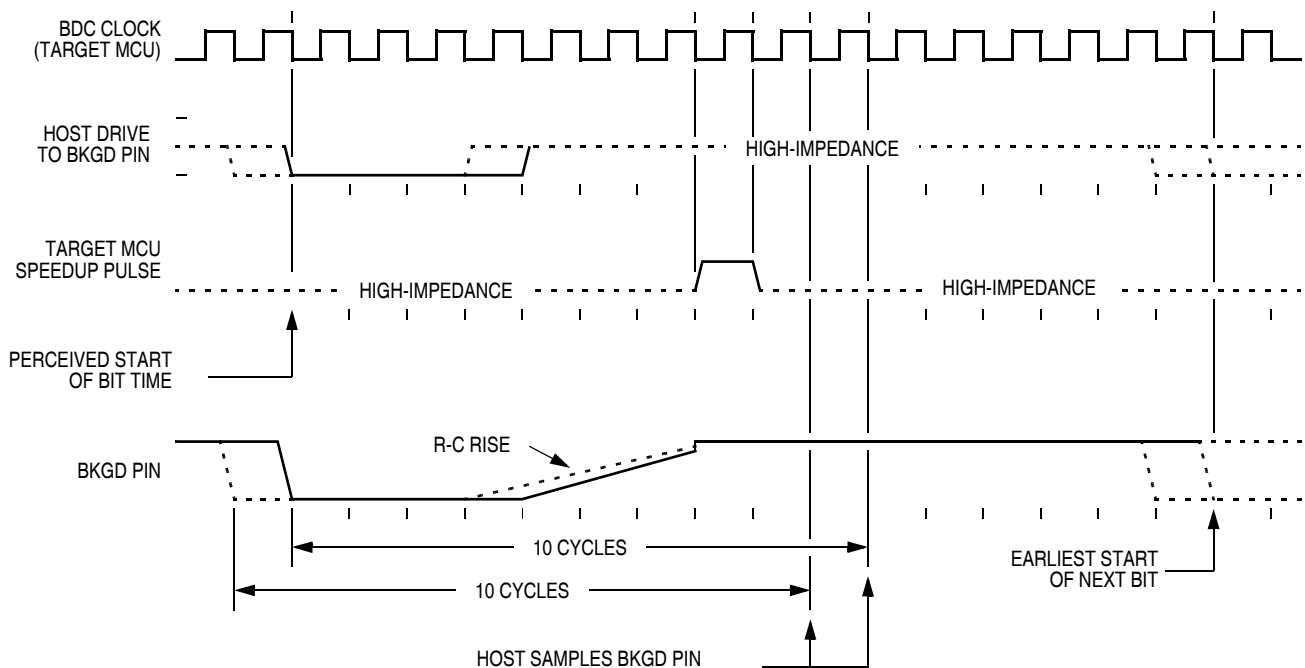 BDC CLOCK
(TARGET MCU)
HOST DRIVE
TO BKGD PIN
HIGH-IMPEDANCE
TARGET MCU
SPEEDUP PULSE
HIGH-IMPEDANCE
HIGH-IMPEDANCE
PERCEIVED START
OF BIT TIME
R-C RISE
BKGD PIN
10 CYCLES
EARLIEST START
OF NEXT BIT
10 CYCLES
HOST SAMPLES BKGD PIN